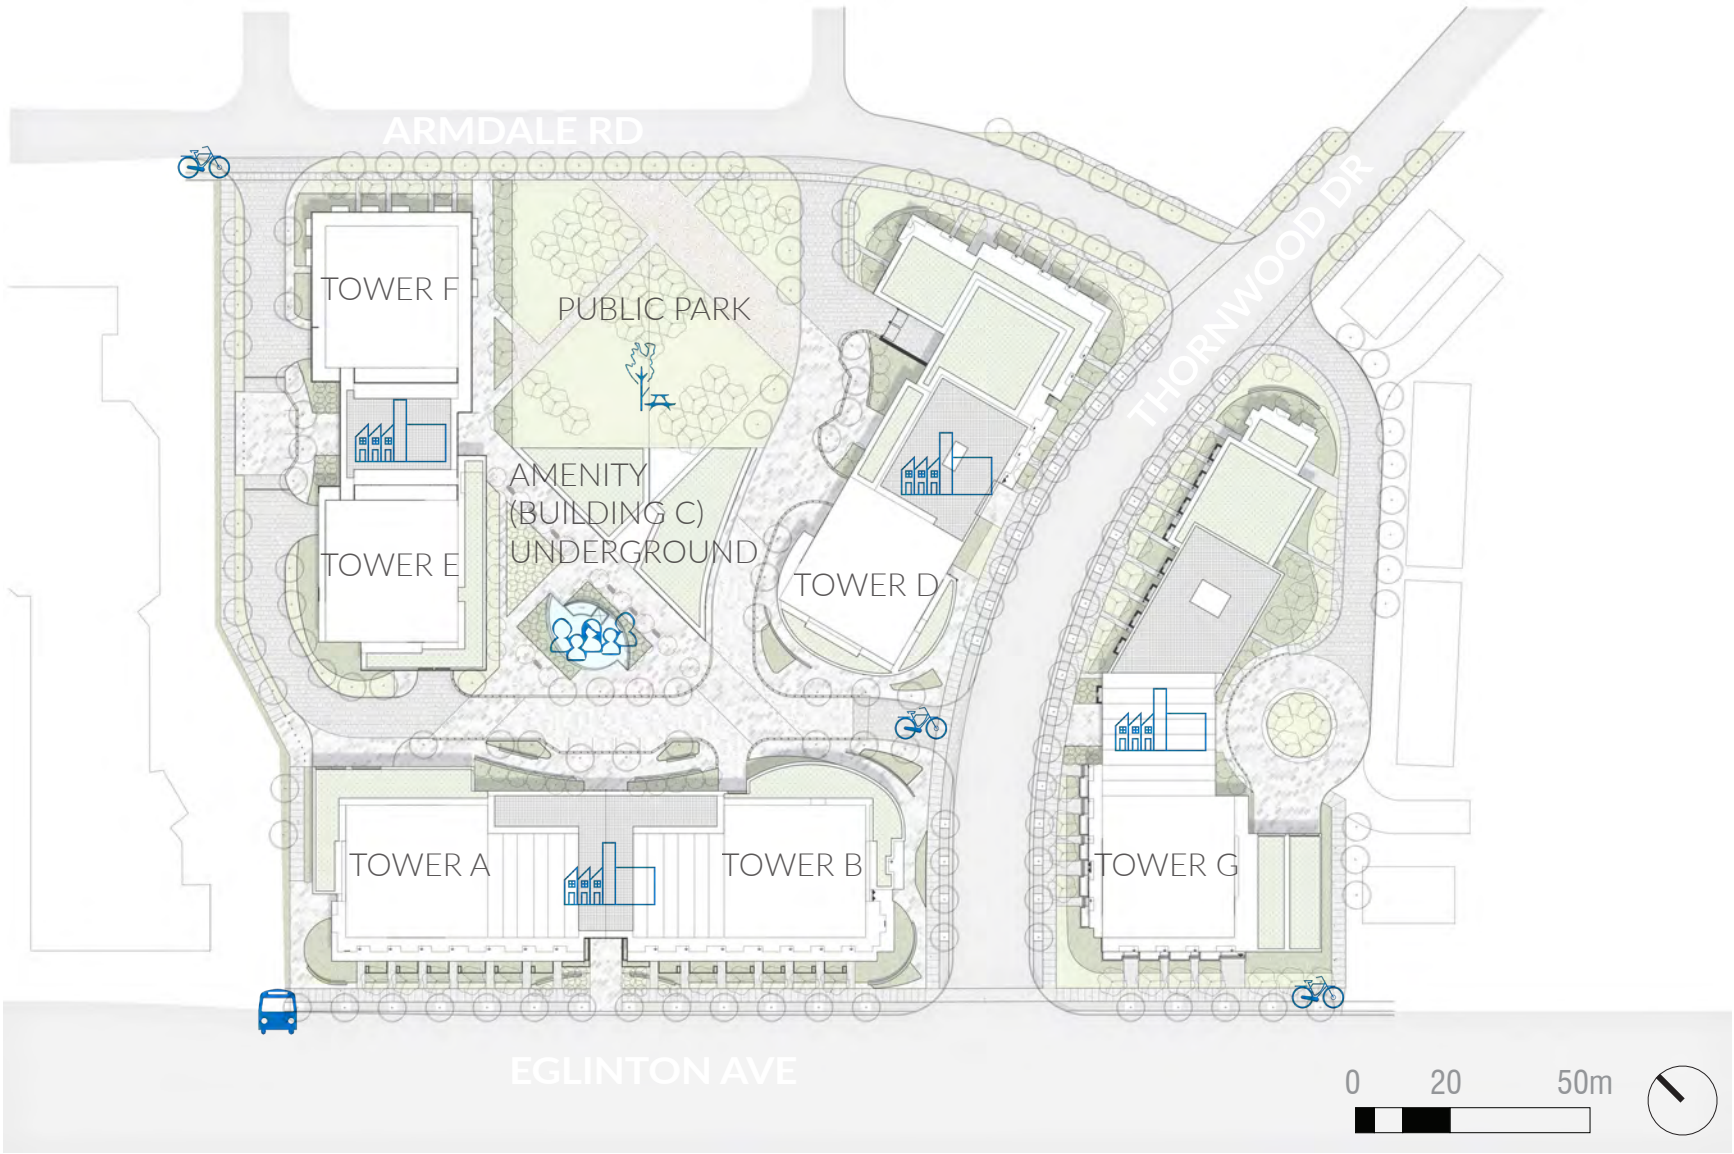 ARMDALE RD
THORNWOOD DR
TOWER F
PUBLIC PARK
AMENITY
(BUILDING C)
UNDERGROUND
TOWER E
TOWER D
TOWER A
TOWER B
TOWER G
EGLINTON AVE
0 20 50m